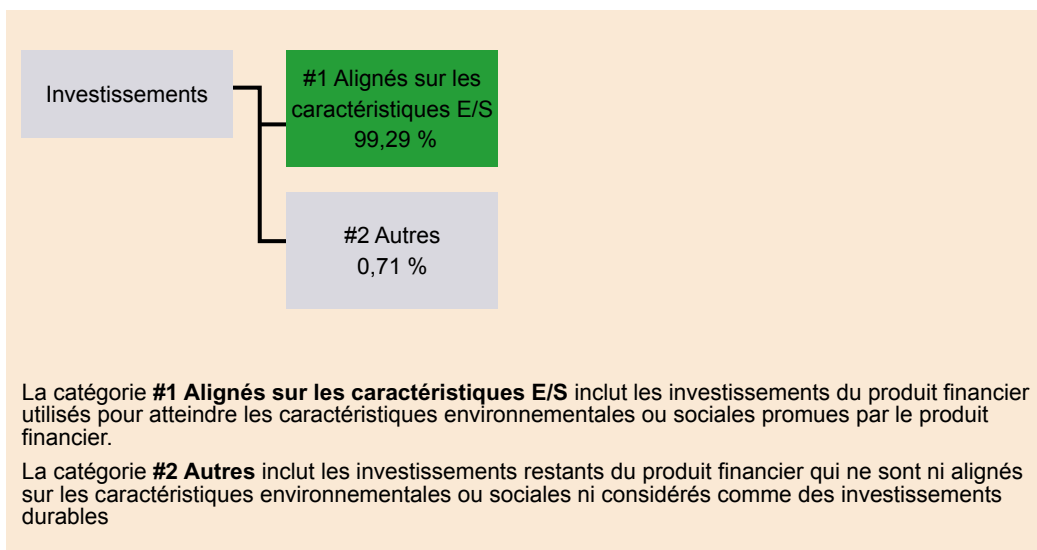 Investissements
#1 Alignés sur les
caractéristiques E/S
99,29 %
#2 Autres
0,71 %
La catégorie #1 Alignés sur les caractéristiques E/S inclut les investissements du produit financier
utilisés pour atteindre les caractéristiques environnementales ou sociales promues par le produit
financier.
La catégorie #2 Autres inclut les investissements restants du produit financier qui ne sont ni alignés
sur les caractéristiques environnementales ou sociales ni considérés comme des investissements
durables